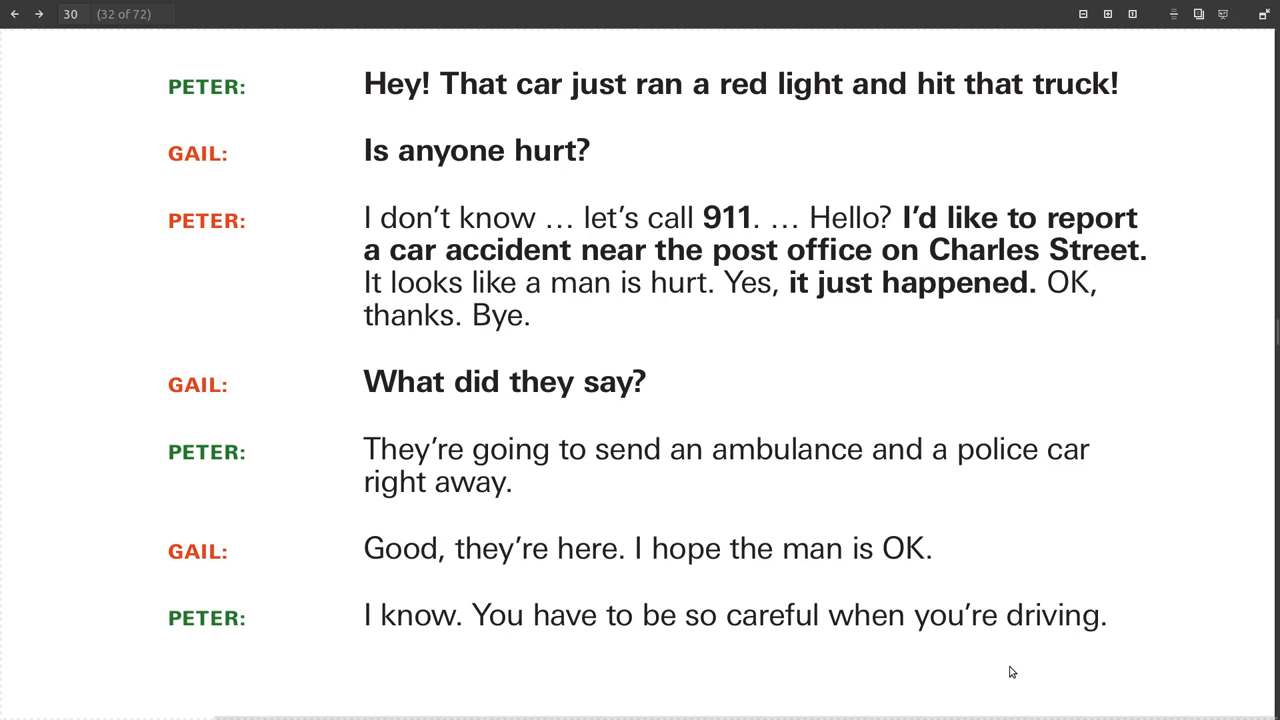 30 (32 of 72)
PETER: Hey! That car just ran a red light and hit that truck!
GAIL: Is anyone hurt?
PETER: I don’t know … let’s call 911. … Hello? I’d like to report
a car accident near the post office on Charles Street.
It looks like a man is hurt. Yes, it just happened. OK,
thanks. Bye.
GAIL: What did they say?
PETER: They’re going to send an ambulance and a police car
right away.
GAIL: Good, they’re here. I hope the man is OK.
PETER: I know. You have to be so careful when you’re driving.